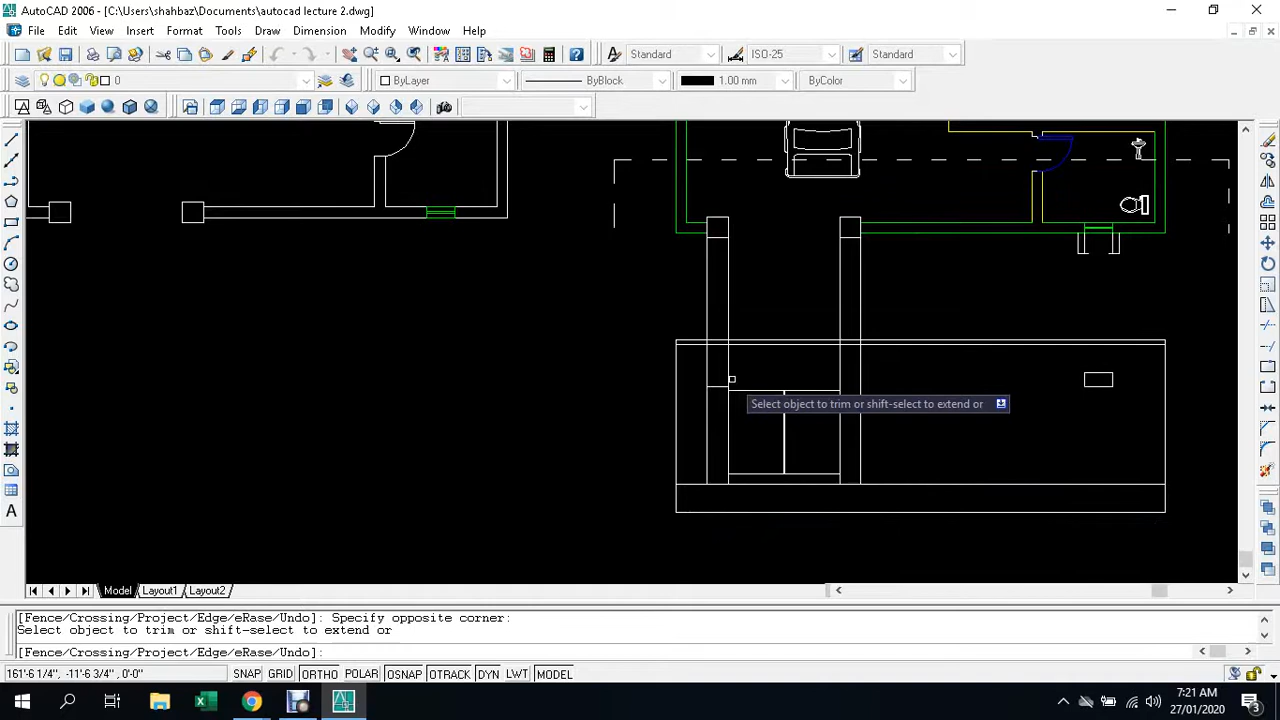 AutoCAD 2006 - [C:\Users\shahbaz\Documents\autocad lecture 2.dwg]
File Edit View Insert Format Tools Draw Dimension Modify Window Help
Standard ISO-25 Standard
0 ByLayer ByBlock 1.00 mm ByColor
Select object to trim or shift-select to extend or
A
Model Layout1 Layout2
[Fence/Crossing/Project/Edge/eRase/Undo]: Specify opposite corner:
Select object to trim or shift-select to extend or
[Fence/Crossing/Project/Edge/eRase/Undo]:
161'-6 1/4", -11'-6 3/4", 0'-0" SNAP GRID ORTHO POLAR OSNAP OTRACK DYN LWT MODEL
7:21 AM
27/01/2020
3